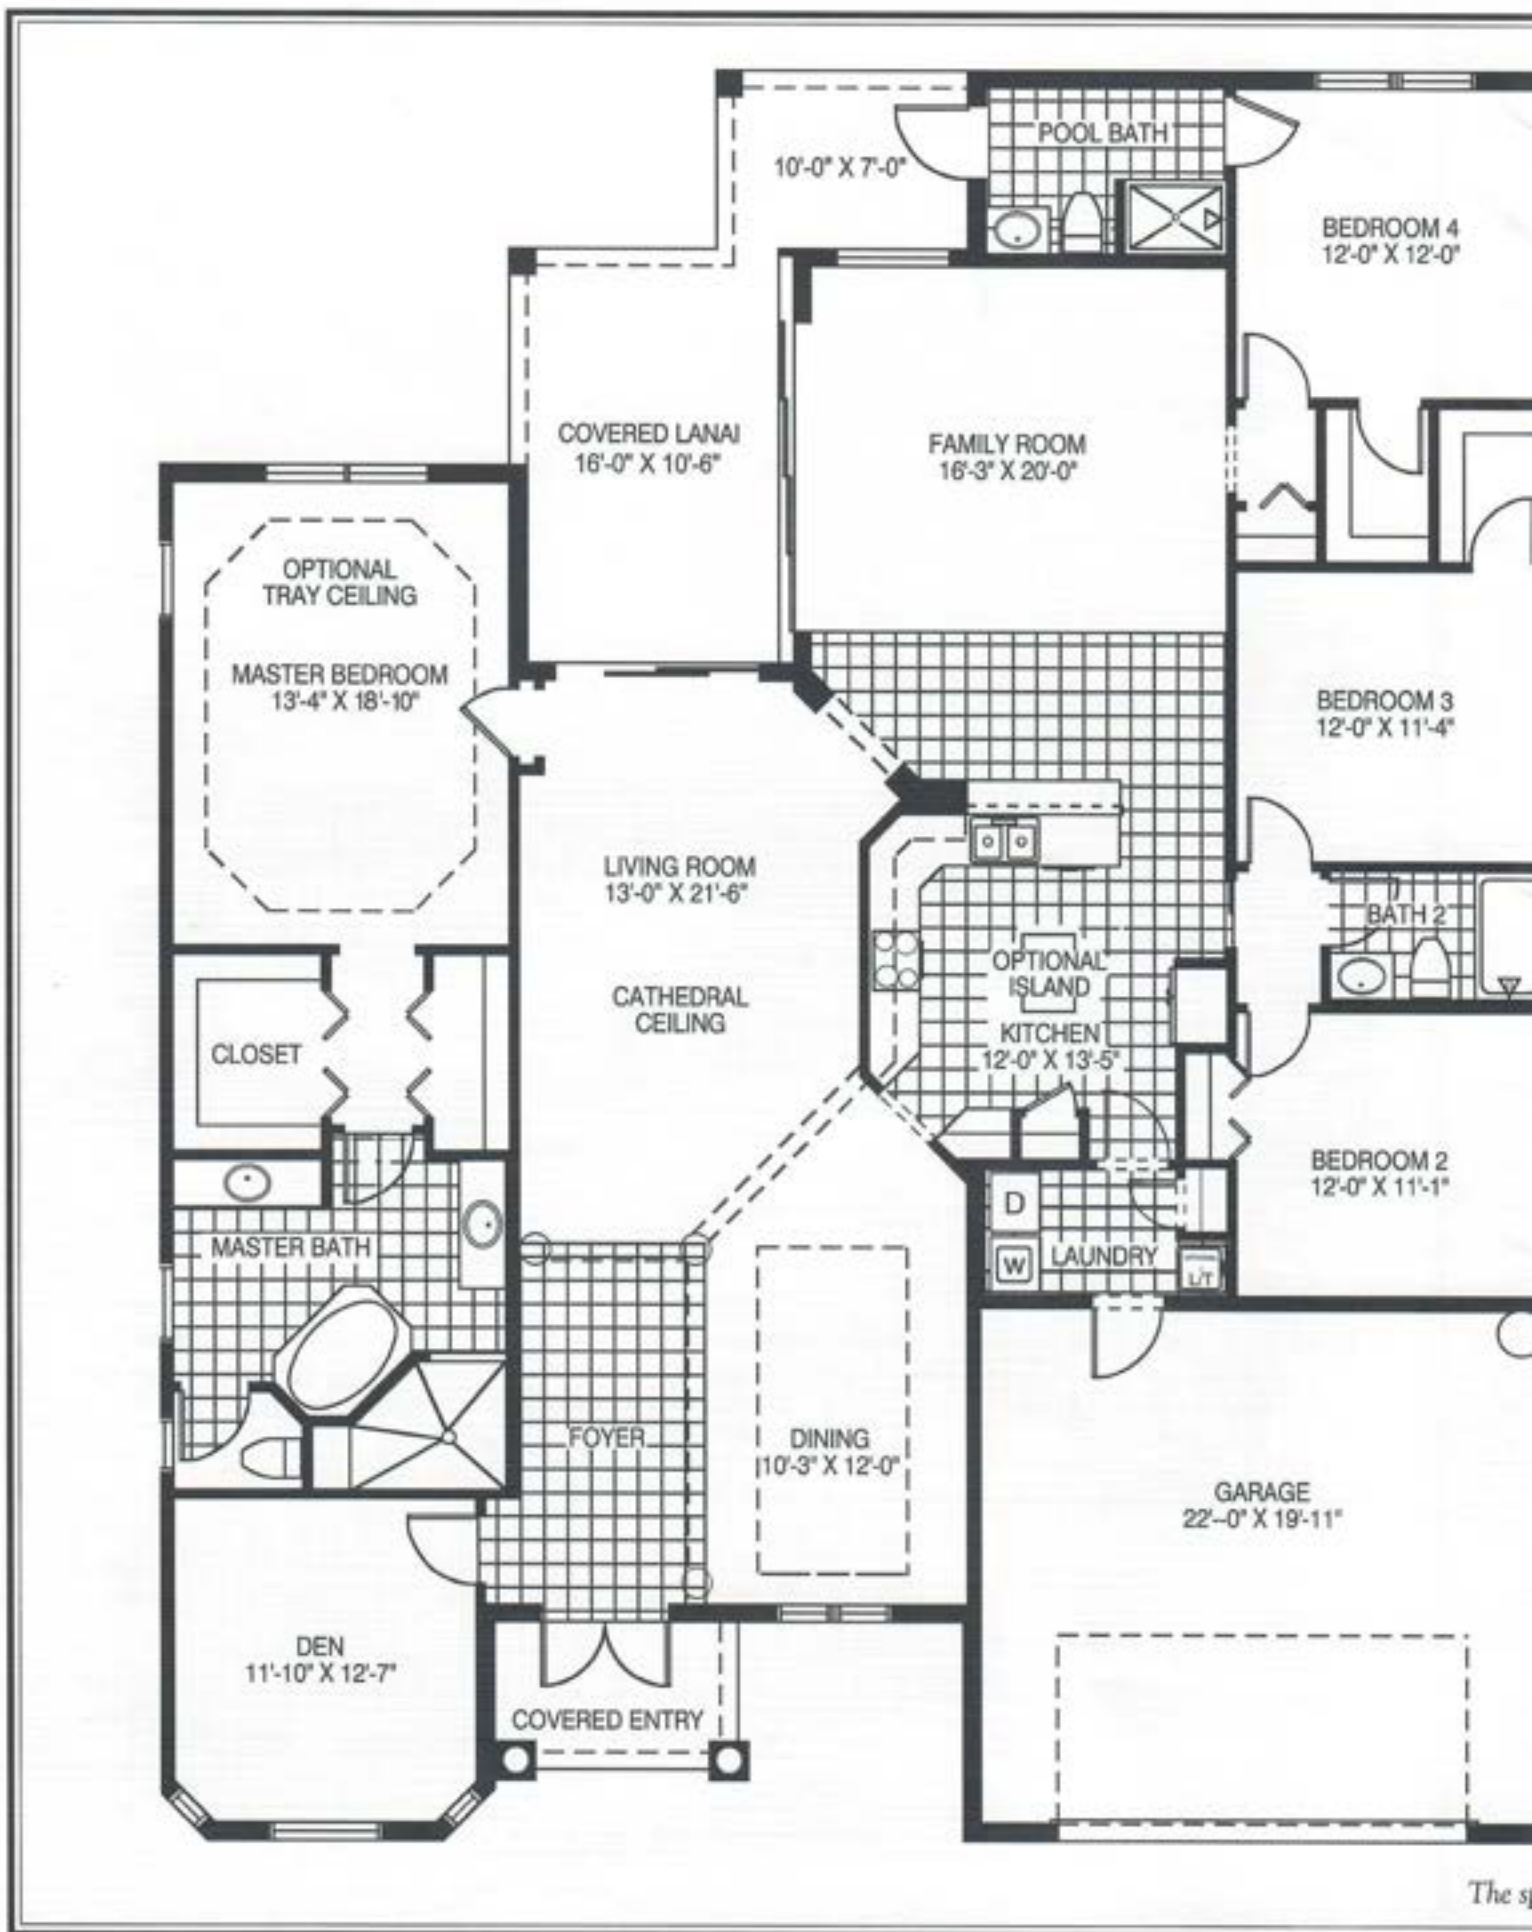 POOL BATH
10'-0" X 7'-0"
BEDROOM 4
12'-0" X 12'-0"
COVERED LANAI
16'-0" X 10'-6"
FAMILY ROOM
16'-3" X 20'-0"
OPTIONAL
TRAY CEILING
MASTER BEDROOM
13'-4" X 18'-10"
BEDROOM 3
12'-0" X 11'-4"
LIVING ROOM
13'-0" X 21'-6"
BATH 2
CATHEDRAL
CEILING
OPTIONAL
ISLAND
KITCHEN
12'-0" X 13'-5"
CLOSET
BEDROOM 2
12'-0" X 11'-1"
D
W
LAUNDRY
L/T
MASTER BATH
FOYER
DINING
10'-3" X 12'-0"
GARAGE
22'--0" X 19'-11"
DEN
11'-10" X 12'-7"
COVERED ENTRY
The